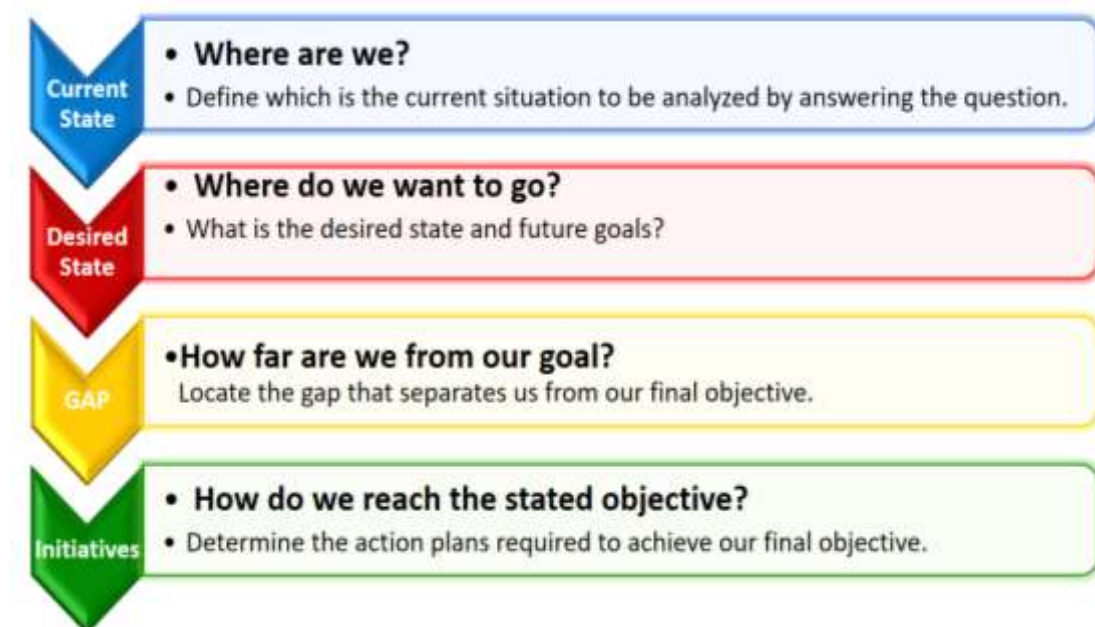 Current
State
• Where are we?
• Define which is the current situation to be analyzed by answering the question.
Desired
State
• Where do we want to go?
• What is the desired state and future goals?
GAP
•How far are we from our goal?
Locate the gap that separates us from our final objective.
Initiatives
• How do we reach the stated objective?
• Determine the action plans required to achieve our final objective.